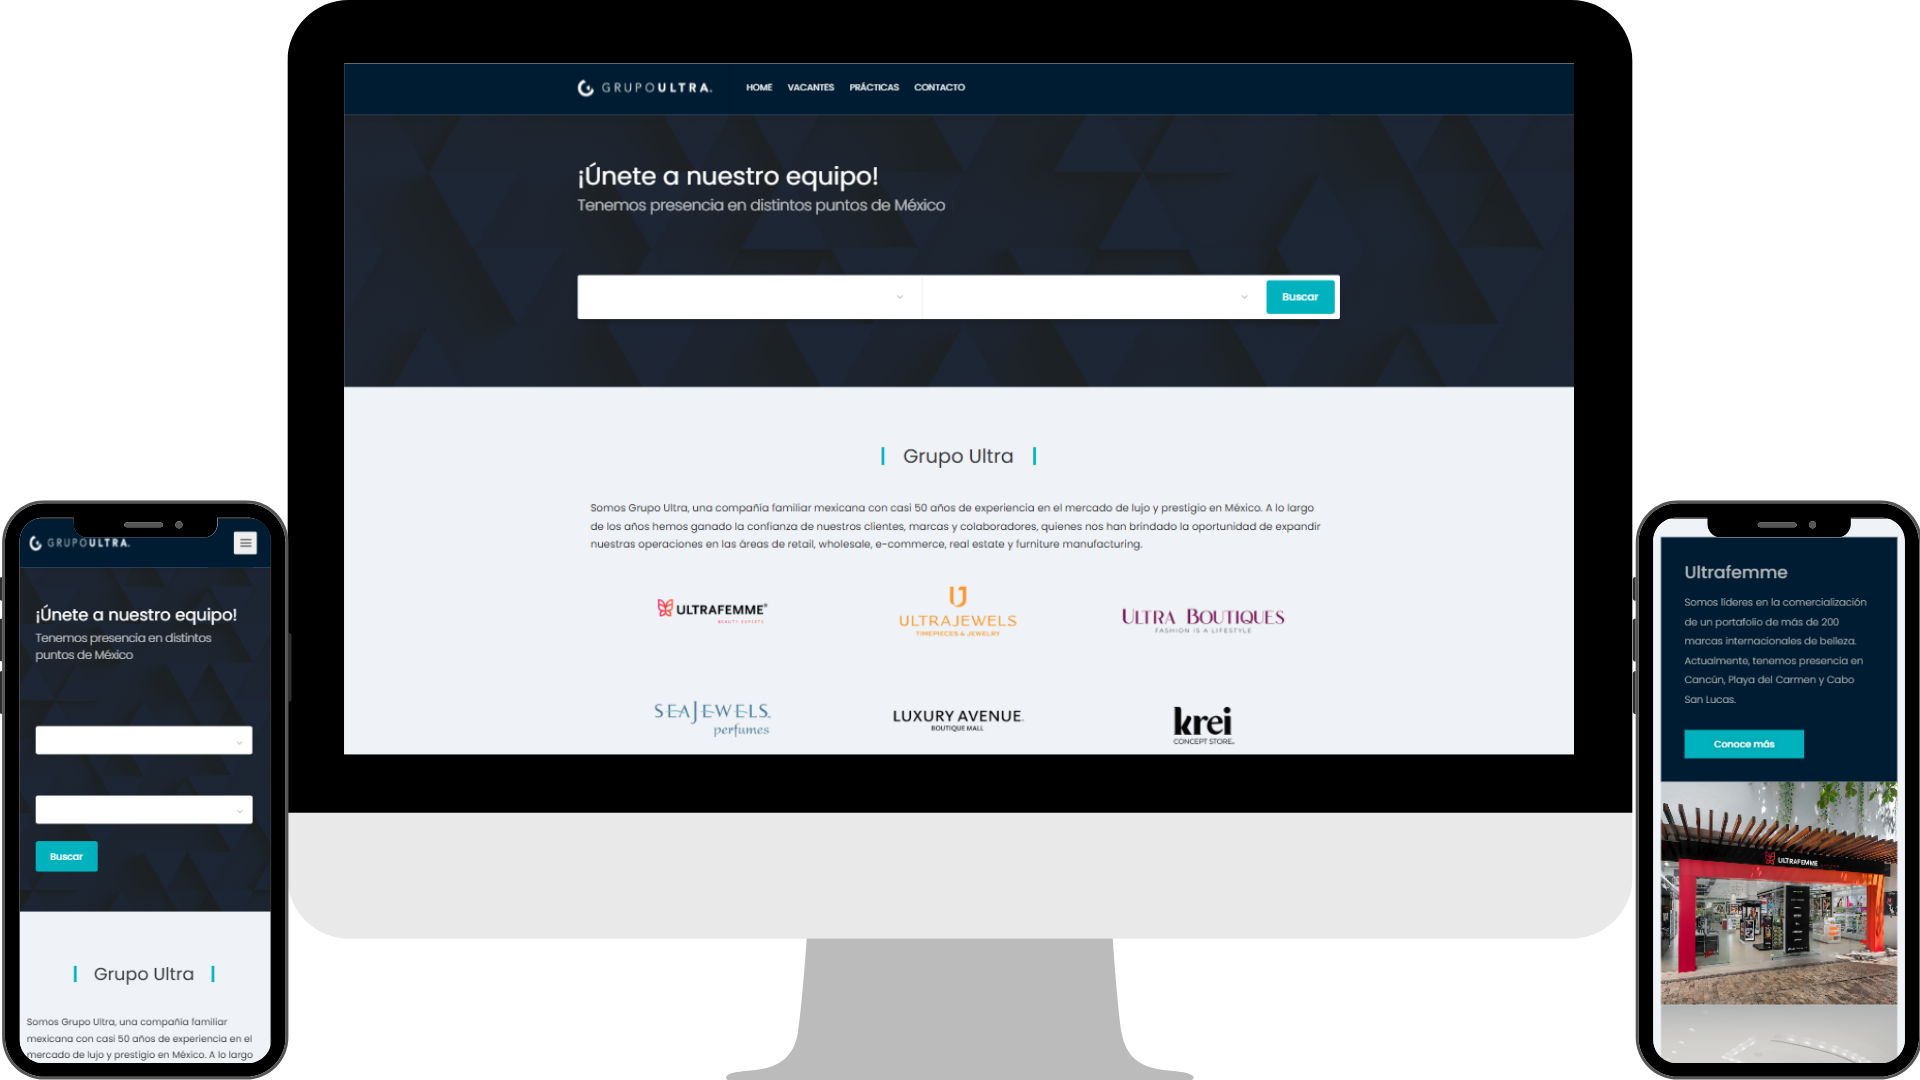 GRUPOULTRA.
HOME VACANTES PRÁCTICAS CONTACTO
¡Únete a nuestro equipo!
Tenemos presencia en distintos puntos de México
Buscar
Grupo Ultra
Somos Grupo Ultra, una compañía familiar mexicana con casi 50 años de experiencia en el mercado de lujo y prestigio en México. A lo largo
de los años hemos ganado la confianza de nuestros clientes, marcas y colaboradores, quienes nos han brindado la oportunidad de expandir
nuestras operaciones en las áreas de retail, wholesale, e-commerce, real estate y furniture manufacturing.
ULTRAFEMME®
BEAUTY EXPERTS
ULTRAJEWELS
TIMEPIECES & JEWELRY
ULTRA BOUTIQUES
FASHION IS A LIFESTYLE
SEAJEWELS
perfumes
LUXURY AVENUE
BOUTIQUE MALL
krei
CONCEPT STORE
GRUPOULTRA.
¡Únete a nuestro equipo!
Tenemos presencia en distintos
puntos de México
Buscar
Grupo Ultra
Somos Grupo Ultra, una compañía familiar
mexicana con casi 50 años de experiencia en el
mercado de lujo y prestigio en México. A lo largo
Ultrafemme
Somos líderes en la comercialización
de un portafolio de más de 200
marcas internacionales de belleza.
Actualmente, tenemos presencia en
Cancún, Playa del Carmen y Cabo
San Lucas.
Conoce más
ULTRAFEMME